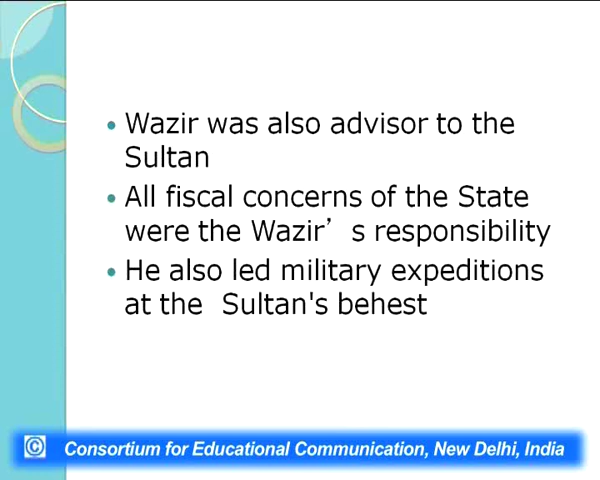 • Wazir was also advisor to the
Sultan
• All fiscal concerns of the State
were the Wazir’ s responsibility
• He also led military expeditions
at the  Sultan's behest
© Consortium for Educational Communication, New Delhi, India